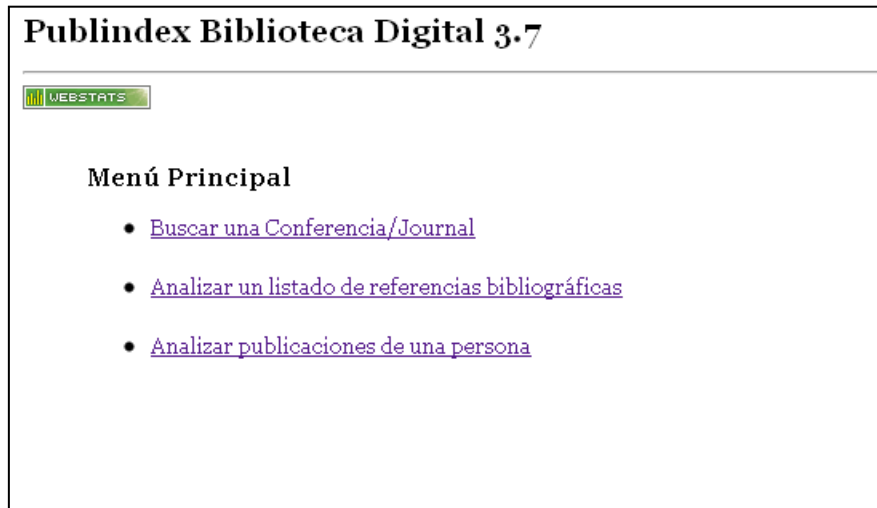 Publindex Biblioteca Digital 3.7
WEBSTATS
Menú Principal
Buscar una Conferencia/Journal
Analizar un listado de referencias bibliográficas
Analizar publicaciones de una persona